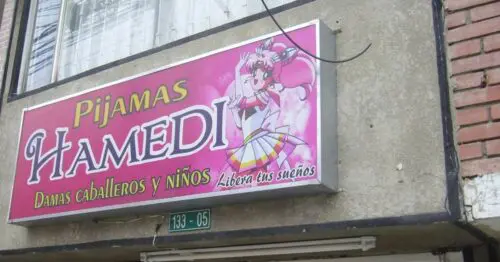 PijAMAS
HAMEDI
DAMAS CABALLEROS Y NIÑOS
Libera tus sueños
133 - 05